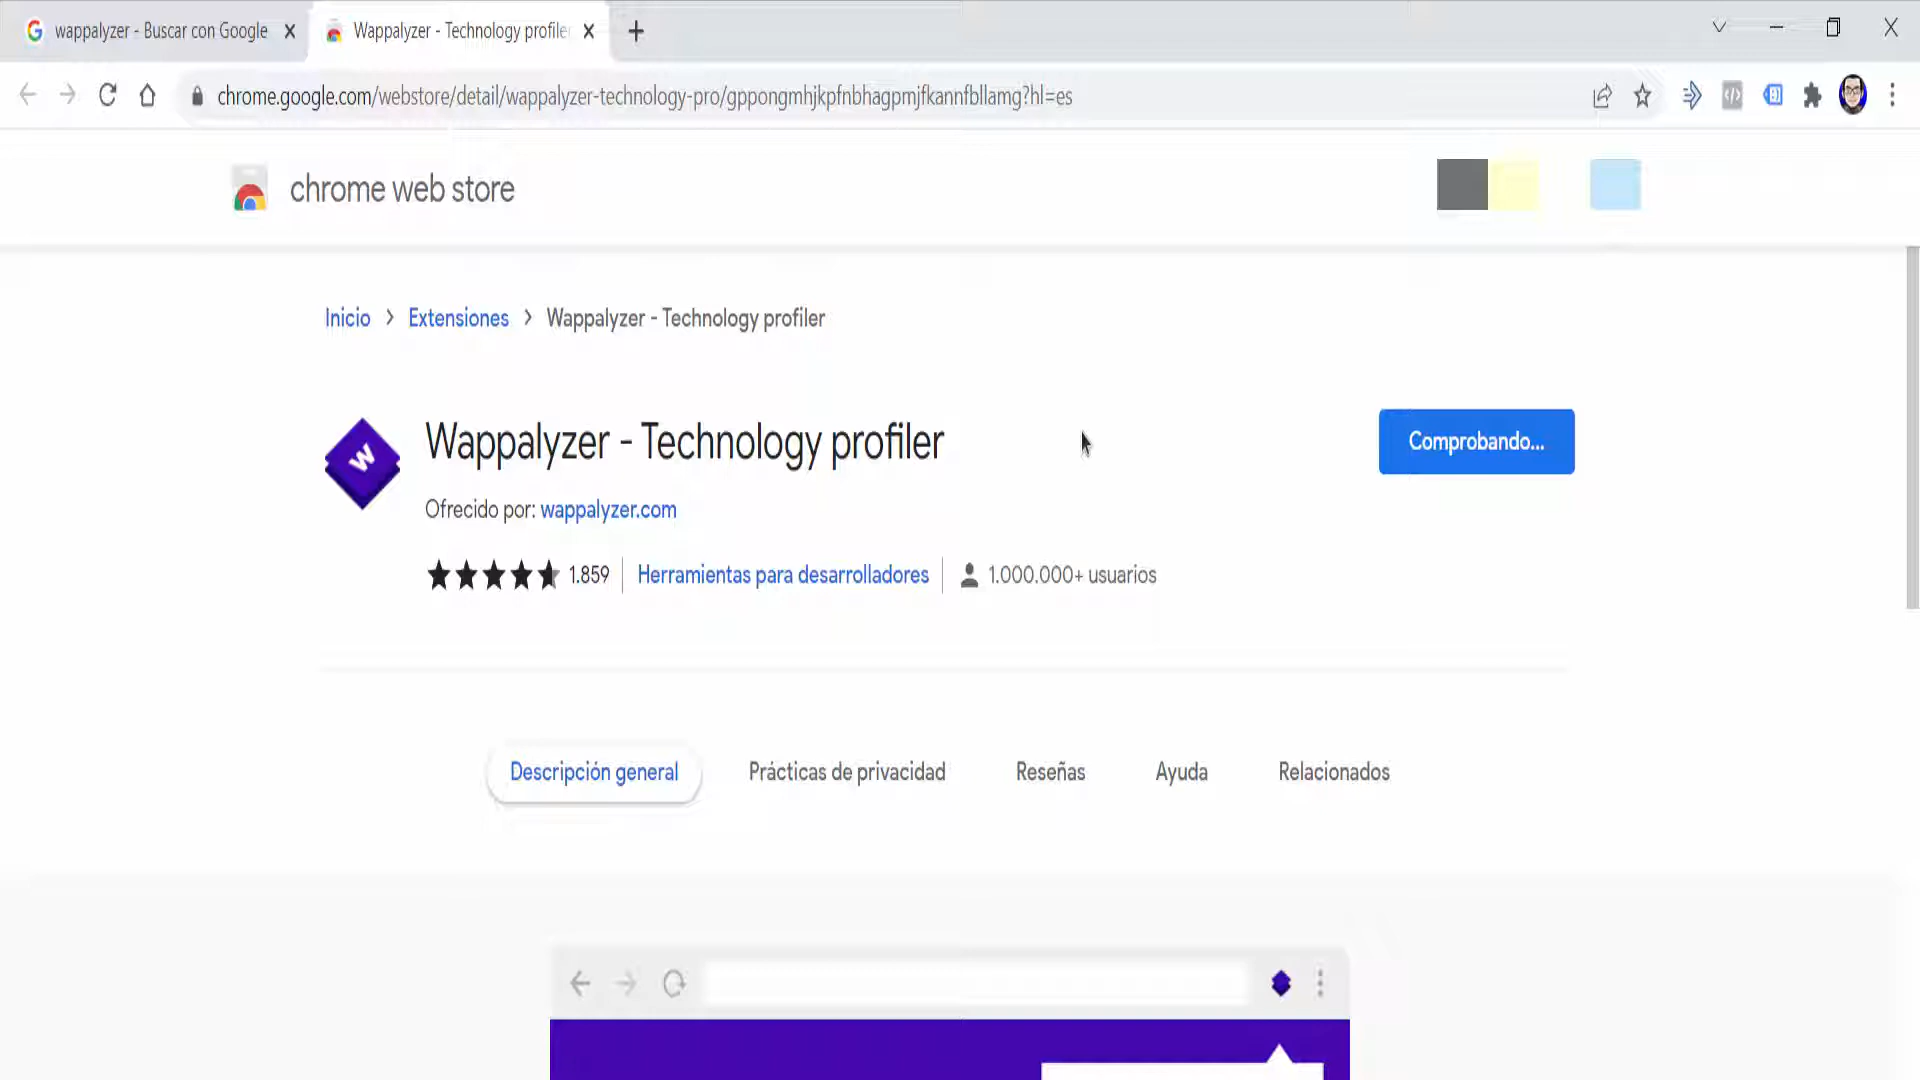 wappalyzer - Buscar con Google
Wappalyzer - Technology profile
chrome.google.com/webstore/detail/wappalyzer-technology-pro/gppongmhjkpfnbhagpmjfkannfbllamg?hl=es
chrome web store
Inicio > Extensiones > Wappalyzer - Technology profiler
W
Wappalyzer - Technology profiler
Comprobando...
Ofrecido por: wappalyzer.com
1.859 | Herramientas para desarrolladores | 1.000.000+ usuarios
Descripción general Prácticas de privacidad Reseñas Ayuda Relacionados